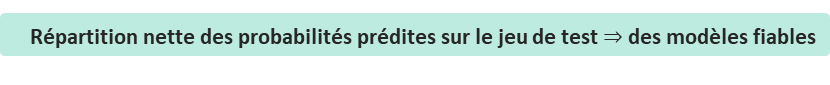 Répartition nette des probabilités prédites sur le jeu de test ⇒ des modèles fiables